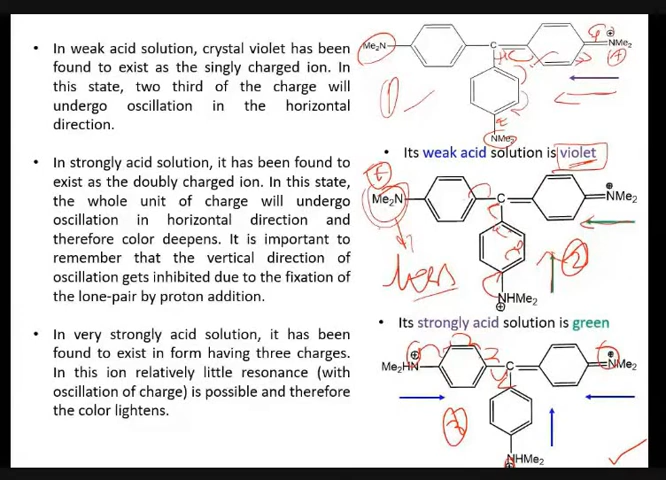 • In weak acid solution, crystal violet has been
found to exist as the singly charged ion. In
this state, two third of the charge will
undergo oscillation in the horizontal
direction.
• In strongly acid solution, it has been found to
exist as the doubly charged ion. In this state,
the whole unit of charge will undergo
oscillation in horizontal direction and
therefore color deepens. It is important to
remember that the vertical direction of
oscillation gets inhibited due to the fixation of
the lone-pair by proton addition.
• In very strongly acid solution, it has been
found to exist in form having three charges.
In this ion relatively little resonance (with
oscillation of charge) is possible and therefore
the color lightens.
Me₂N
C
⊕
NMe₂
NMe₂
1
• Its weak acid solution is violet
Me₂N
C
⊕
NMe₂
NHMe₂
⊕
2
• Its strongly acid solution is green
⊕
Me₂HN
C
⊕
NMe₂
NHMe₂
⊕